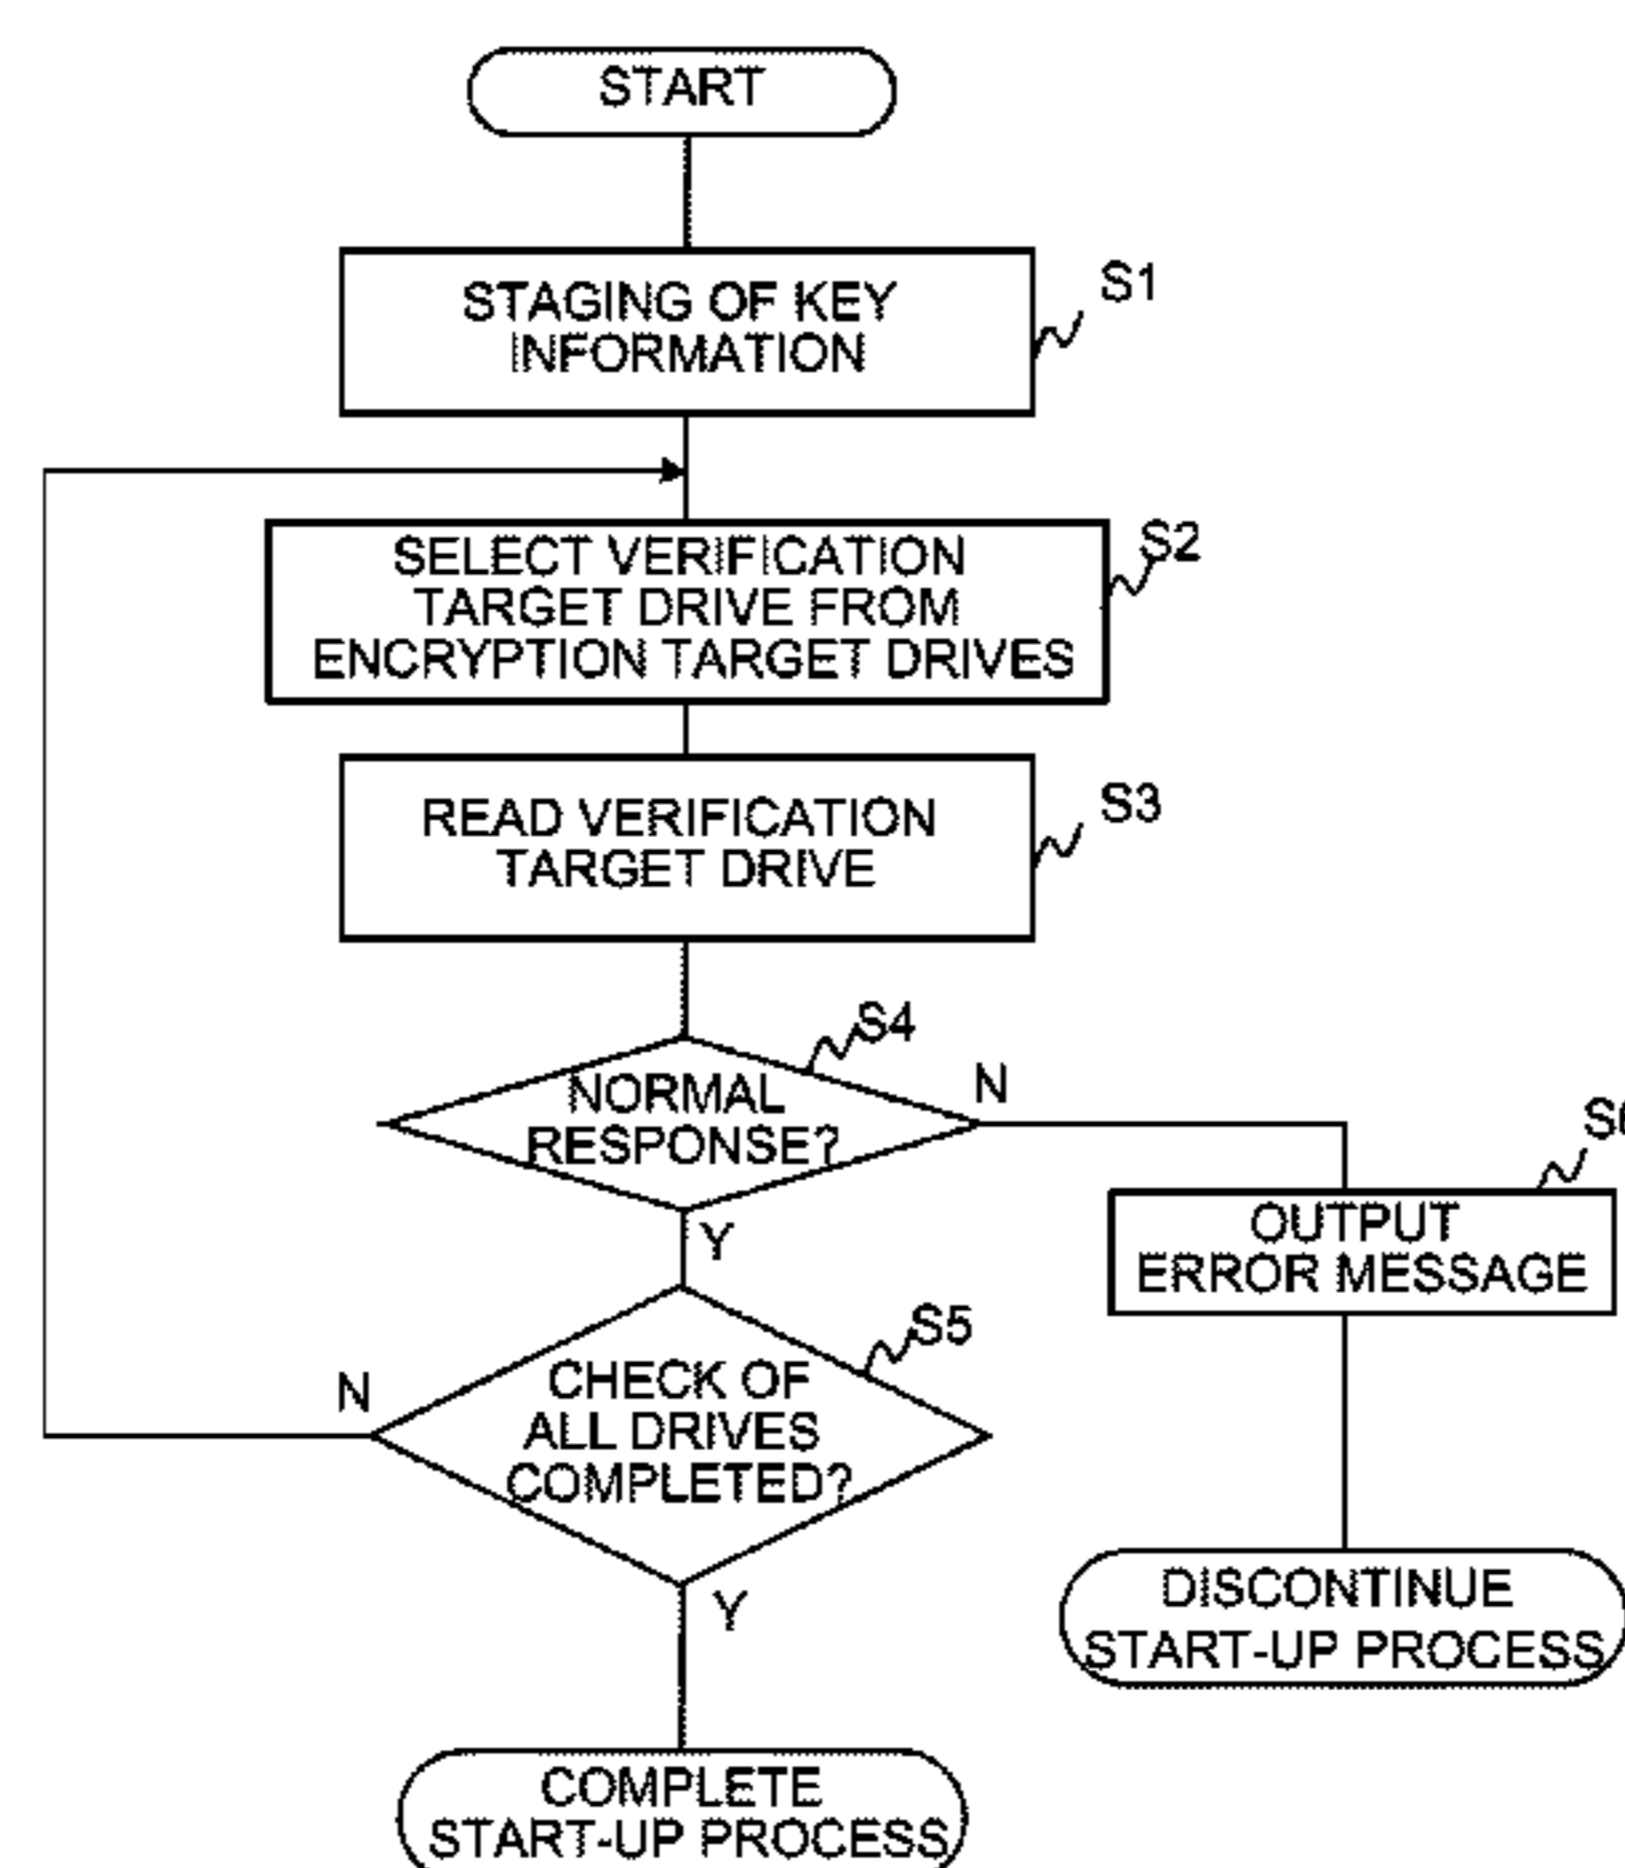 START
STAGING OF KEY
INFORMATION
S1
SELECT VERIFICATION
TARGET DRIVE FROM
ENCRYPTION TARGET DRIVES
S2
READ VERIFICATION
TARGET DRIVE
S3
NORMAL
RESPONSE?
S4
N
Y
OUTPUT
ERROR MESSAGE
CHECK OF
ALL DRIVES
COMPLETED?
S5
N
Y
DISCONTINUE
START-UP PROCESS
COMPLETE
START-UP PROCESS